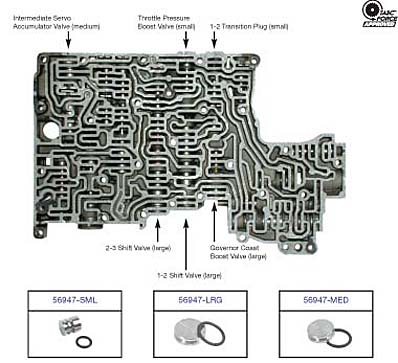 Intermediate Servo
Accumulator Valve (medium)
Throttle Pressure
Boost Valve (small)
1-2 Transition Plug (small)
FORCE
APPROVED
2-3 Shift Valve (large)
1-2 Shift Valve (large)
Governor Coast
Boost Valve (large)
56947-SML
56947-LRG
56947-MED